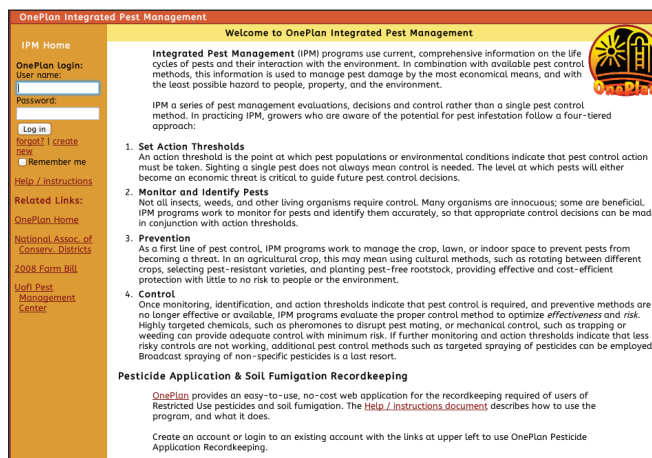 OnePlan Integrated Pest Management
IPM Home
OnePlan login:
User name:
Password:
Log in
forgot? | create
new
Remember me
Help / instructions
Related Links:
OnePlan Home
National Assoc. of
Conserv. Districts
2008 Farm Bill
UofI Pest
Management
Center
Welcome to OnePlan Integrated Pest Management
OnePlan
Integrated Pest Management (IPM) programs use current, comprehensive information on the life
cycles of pests and their interaction with the environment. In combination with available pest control
methods, this information is used to manage pest damage by the most economical means, and with
the least possible hazard to people, property, and the environment.
IPM a series of pest management evaluations, decisions and control rather than a single pest control
method. In practicing IPM, growers who are aware of the potential for pest infestation follow a four-tiered
approach:
1. Set Action Thresholds
An action threshold is the point at which pest populations or environmental conditions indicate that pest control action
must be taken. Sighting a single pest does not always mean control is needed. The level at which pests will either
become an economic threat is critical to guide future pest control decisions.
2. Monitor and Identify Pests
Not all insects, weeds, and other living organisms require control. Many organisms are innocuous; some are beneficial.
IPM programs work to monitor for pests and identify them accurately, so that appropriate control decisions can be mad
in conjunction with action thresholds.
3. Prevention
As a first line of pest control, IPM programs work to manage the crop, lawn, or indoor space to prevent pests from
becoming a threat. In an agricultural crop, this may mean using cultural methods, such as rotating between different
crops, selecting pest-resistant varieties, and planting pest-free rootstock, providing effective and cost-efficient
protection with little to no risk to people or the environment.
4. Control
Once monitoring, identification, and action thresholds indicate that pest control is required, and preventive methods are
no longer effective or available, IPM programs evaluate the proper control method to optimize effectiveness and risk.
Highly targeted chemicals, such as pheromones to disrupt pest mating, or mechanical control, such as trapping or
weeding can provide adequate control with minimum risk. If further monitoring and action thresholds indicate that less
risky controls are not working, additional pest control methods such as targeted spraying of pesticides can be employed
Broadcast spraying of non-specific pesticides is a last resort.
Pesticide Application & Soil Fumigation Recordkeeping
OnePlan provides an easy-to-use, no-cost web application for the recordkeeping required of users of
Restricted Use pesticides and soil fumigation. The Help / instructions document describes how to use the
program, and what it does.
Create an account or login to an existing account with the links at upper left to use OnePlan Pesticide
Application Recordkeeping.